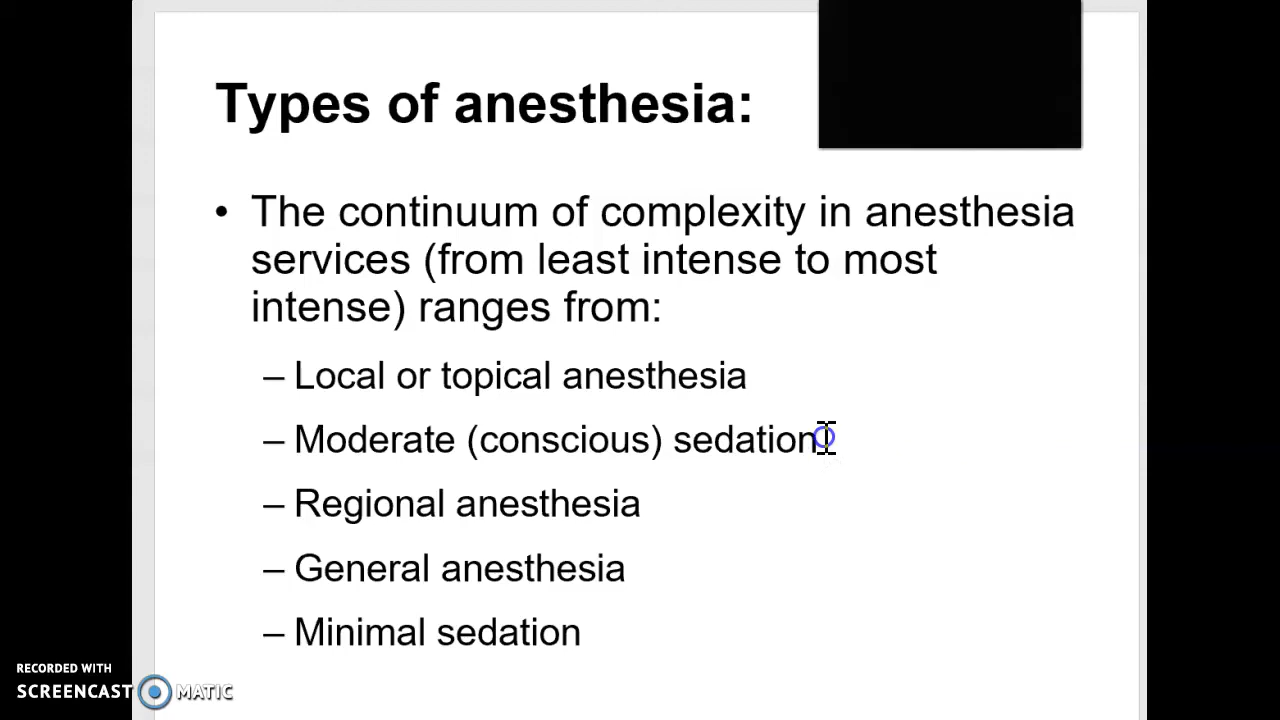 Types of anesthesia:
• The continuum of complexity in anesthesia
services (from least intense to most
intense) ranges from:
– Local or topical anesthesia
– Moderate (conscious) sedation
– Regional anesthesia
– General anesthesia
– Minimal sedation
RECORDED WITH
SCREENCAST MATIC